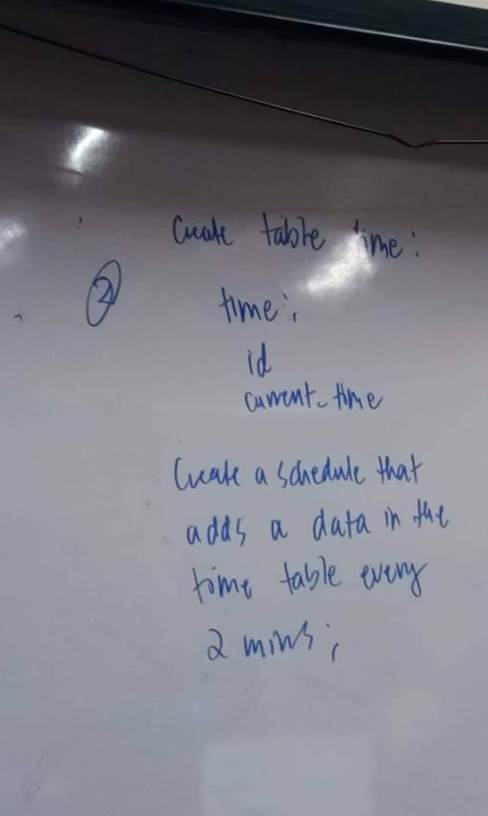 Create table time:
2
time:,
id
current_time
Create a schedule that
adds a data in the
time table every
2 mins;